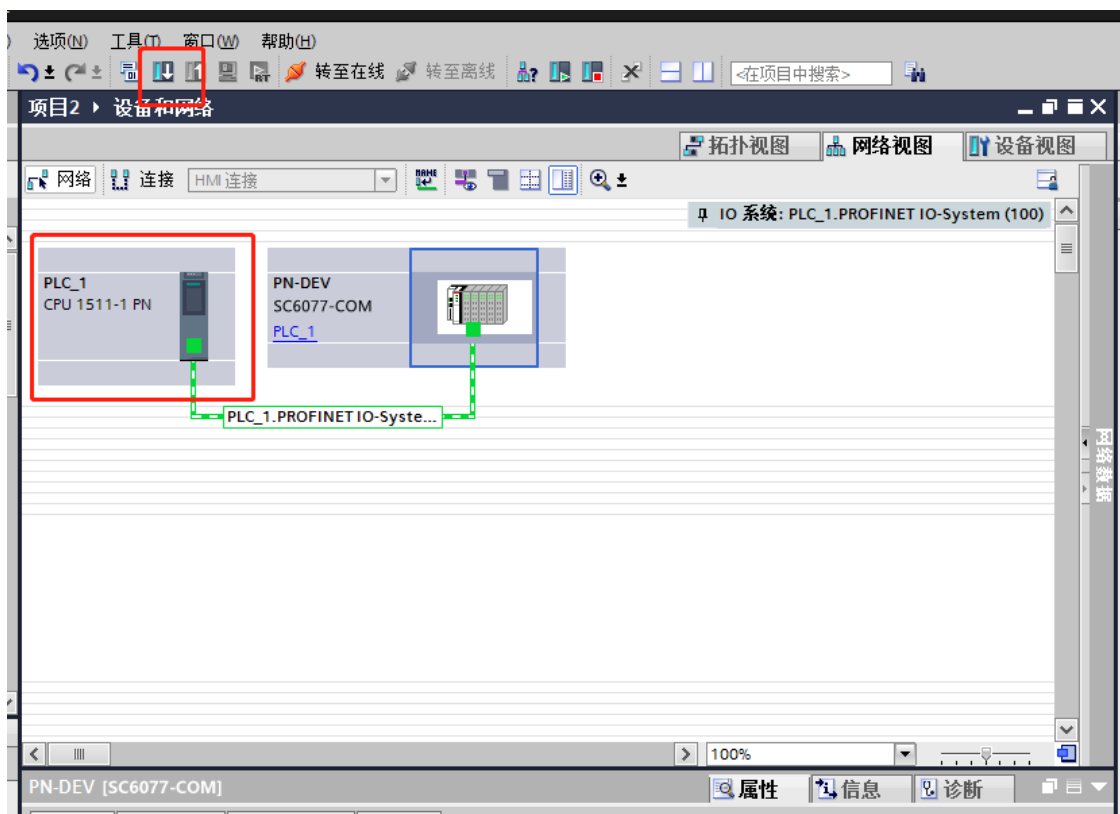 选项(N) 工具(T) 窗口(W) 帮助(H)
RT 转至在线 转至离线 <在项目中搜索>
项目2 设备和网络
拓扑视图 网络视图 设备视图
网络 连接 HMI 连接
IO 系统: PLC_1.PROFINET IO-System (100)
PLC_1
CPU 1511-1 PN
PN-DEV
SC6077-COM
PLC_1
PLC_1.PROFINET IO-Syste...
网络数据
100%
PN-DEV [SC6077-COM]
属性 信息 诊断